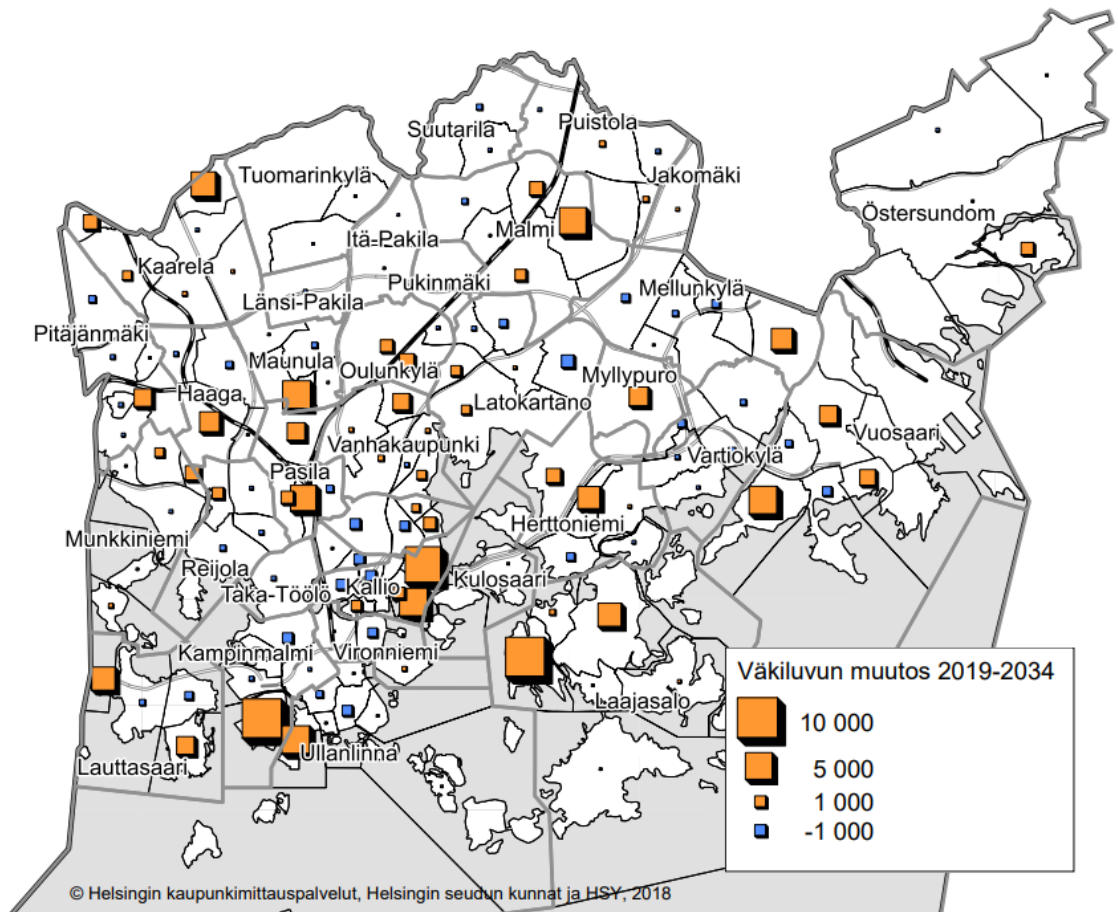 Suutarila
Puistola
Tuomarinkylä
Jakomäki
Östersundom
Malmi
Itä-Pakila
Kaarela
Pukinmäki
Mellunkylä
Länsi-Pakila
Pitäjänmäki
Maunula
Oulunkylä
Myllypuro
Haaga
Latokartano
Vuosaari
Vanhakaupunki
Vartiokylä
Pasila
Herttoniemi
Munkkiniemi
Reijola
Kulosaari
Kallio
Taka-Töölö
Kampinmalmi
Vironniemi
Laajasalo
Ullanlinna
Lauttasaari
Väkiluvun muutos 2019-2034
10 000
5 000
1 000
-1 000
© Helsingin kaupunkimittauspalvelut, Helsingin seudun kunnat ja HSY, 2018